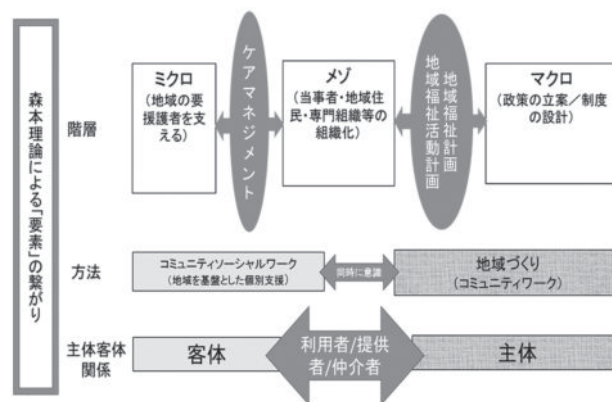 森本理論による「要素」の繋がり
階層
ミクロ
(地域の要
援護者を支
える)
ケアマネジメント
メゾ
(当事者・地域住
民・専門組織等の
組織化)
地域福祉計画
地域福祉活動計画
マクロ
(政策の立案/制度
の設計)
方法
コミュニティソーシャルワーク
(地域を基盤とした個別支援)
同時に意識
地域づくり
(コミュニティワーク)
主体客体
関係
客体
利用者/提供
者/仲介者
主体